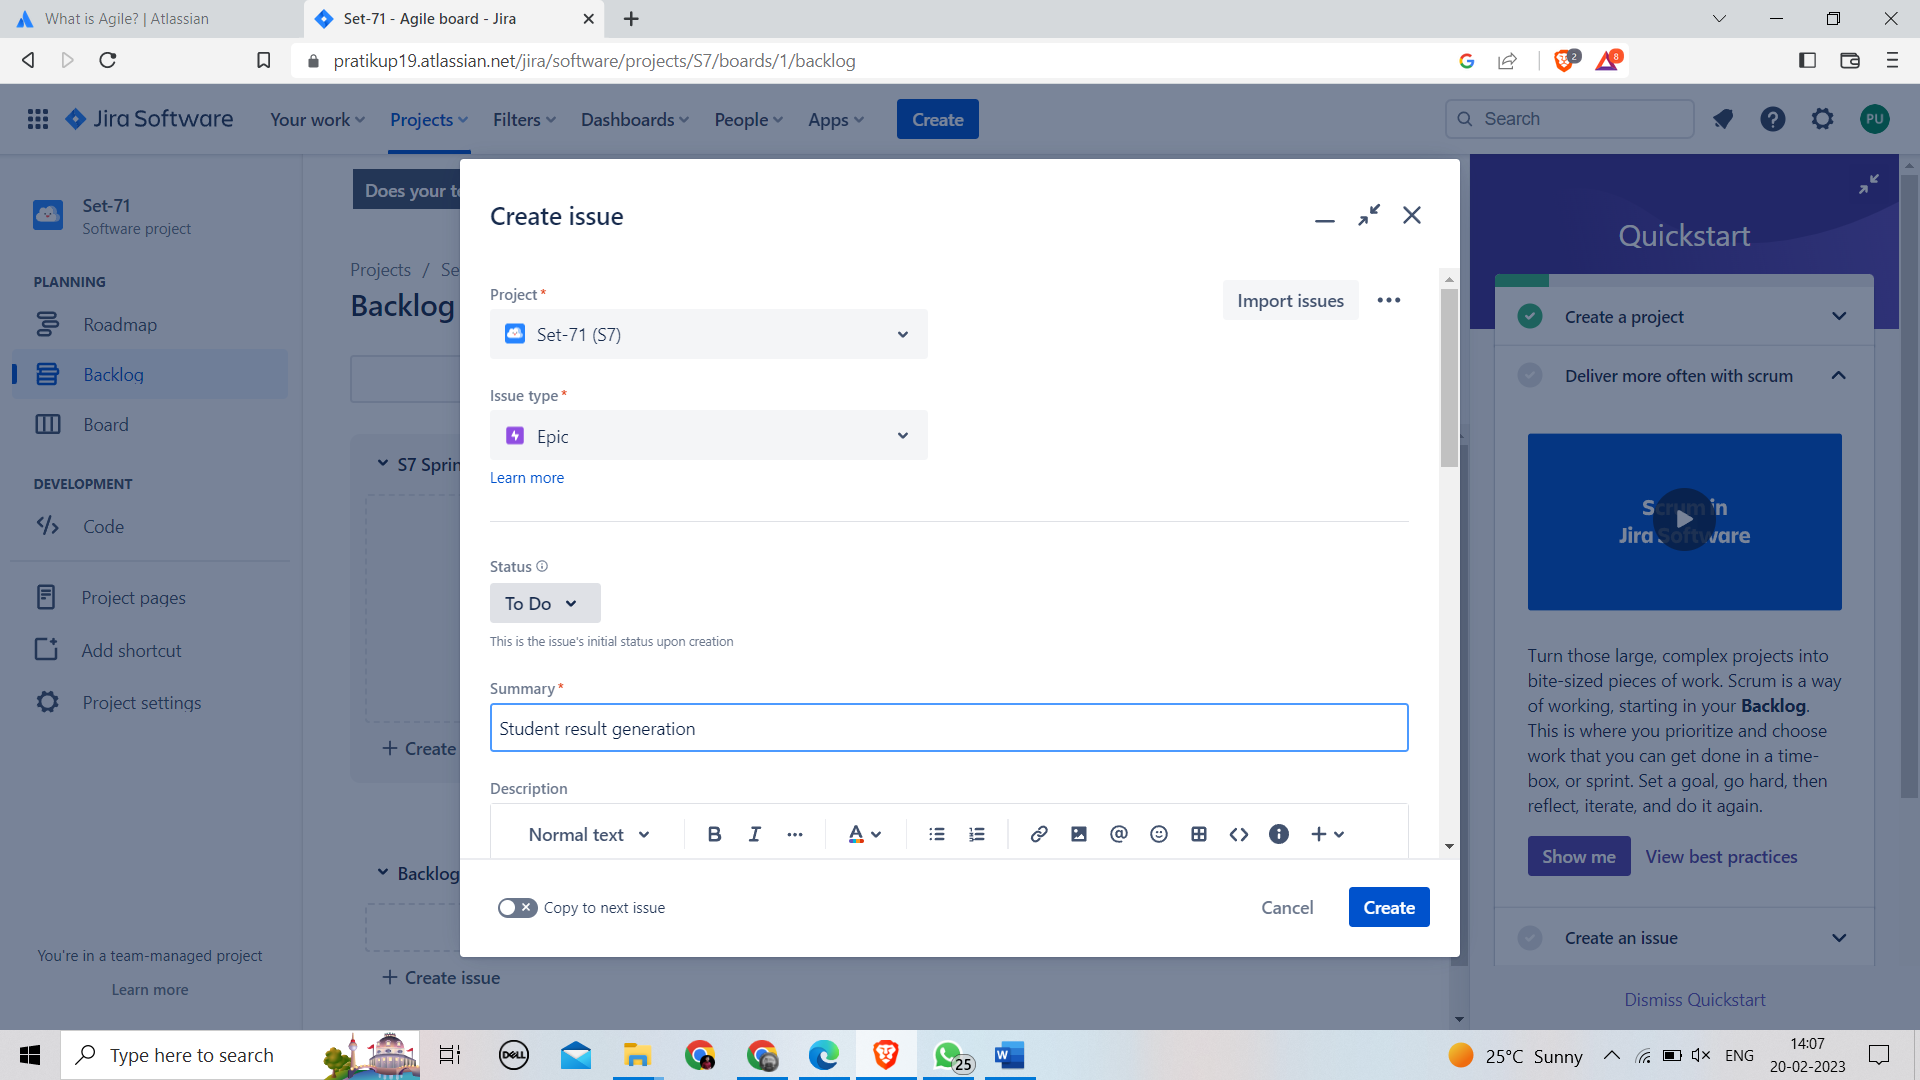 What is Agile? | Atlassian
Set-71 - Agile board - Jira
pratikup19.atlassian.net/jira/software/projects/S7/boards/1/backlog
2
8
Jira Software
Your work
Projects
Filters
Dashboards
People
Apps
Create
Search
PU
Set-71
Software project
PLANNING
Roadmap
Backlog
Board
DEVELOPMENT
Code
Project pages
Add shortcut
Project settings
You're in a team-managed project
Learn more
Does your te
Projects / Se
Backlog
S7 Sprin
+ Create
Backlog
+ Create issue
Create issue
Import issues
Project *
Set-71 (S7)
Issue type *
Epic
Learn more
Status
To Do
This is the issue's initial status upon creation
Summary *
Student result generation
Description
Normal text
B I ... A
Copy to next issue
Cancel
Create
Quickstart
Create a project
Deliver more often with scrum
Scrum in
Jira Software
Turn those large, complex projects into
bite-sized pieces of work. Scrum is a way
of working, starting in your Backlog.
This is where you prioritize and choose
work that you can get done in a time-
box, or sprint. Set a goal, go hard, then
reflect, iterate, and do it again.
Show me
View best practices
Create an issue
Dismiss Quickstart
Type here to search
DELL
25
W
25°C Sunny
ENG
14:07
20-02-2023